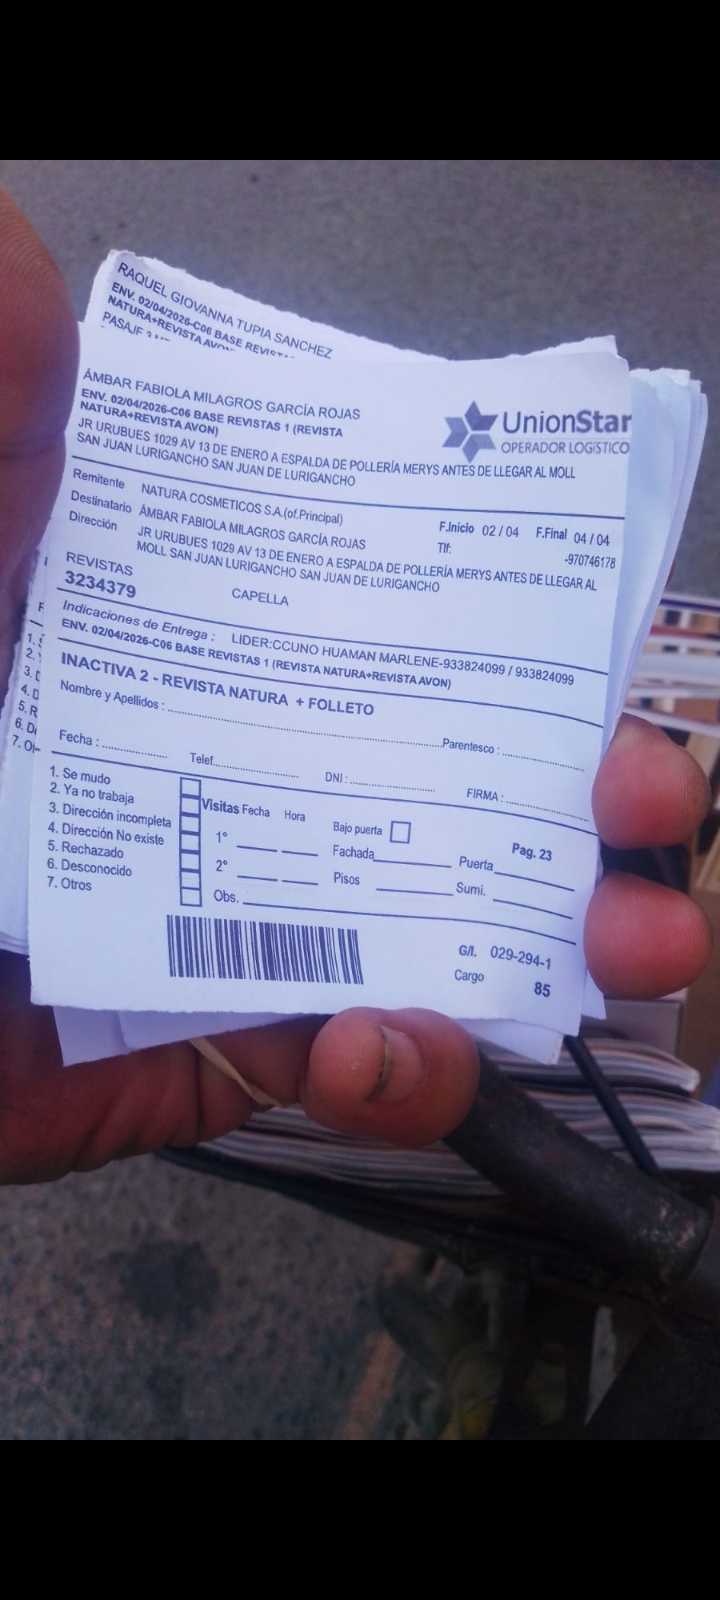 RAQUEL GIOVANNA TUPIA SANCHEZ
ENV. 02/04/2026-C06 BASE REVISTAS
NATURA+REVISTA AVON
PASAJE
ÁMBAR FABIOLA MILAGROS GARCÍA ROJAS
ENV. 02/04/2026-C06 BASE REVISTAS 1 (REVISTA
NATURA+REVISTA AVON)
UnionStar
OPERADOR LOGÍSTICO
JR URUBUES 1029 AV 13 DE ENERO A ESPALDA DE POLLERÍA MERYS ANTES DE LLEGAR AL MOLL
SAN JUAN LURIGANCHO SAN JUAN DE LURIGANCHO
Remitente NATURA COSMETICOS S.A.(of.Principal)
F.Inicio 02 / 04 F.Final 04 / 04
Destinatario ÁMBAR FABIOLA MILAGROS GARCÍA ROJAS
Tlf: -970746178
Dirección JR URUBUES 1029 AV 13 DE ENERO A ESPALDA DE POLLERÍA MERYS ANTES DE LLEGAR AL
MOLL SAN JUAN LURIGANCHO SAN JUAN DE LURIGANCHO
REVISTAS
3234379 CAPELLA
Indicaciones de Entrega : LIDER:CCUNO HUAMAN MARLENE-933824099 / 933824099
ENV. 02/04/2026-C06 BASE REVISTAS 1 (REVISTA NATURA+REVISTA AVON)
INACTIVA 2 - REVISTA NATURA + FOLLETO
Nombre y Apellidos : Parentesco :
Fecha : Telef. DNI : FIRMA :
1. Se mudo
2. Ya no trabaja
3. Dirección incompleta
4. Dirección No existe
5. Rechazado
6. Desconocido
7. Otros
Visitas Fecha Hora
1°
2°
Obs.
Bajo puerta
Fachada
Pisos
Puerta
Sumi.
Pag. 23
G/I. 029-294-1
Cargo 85